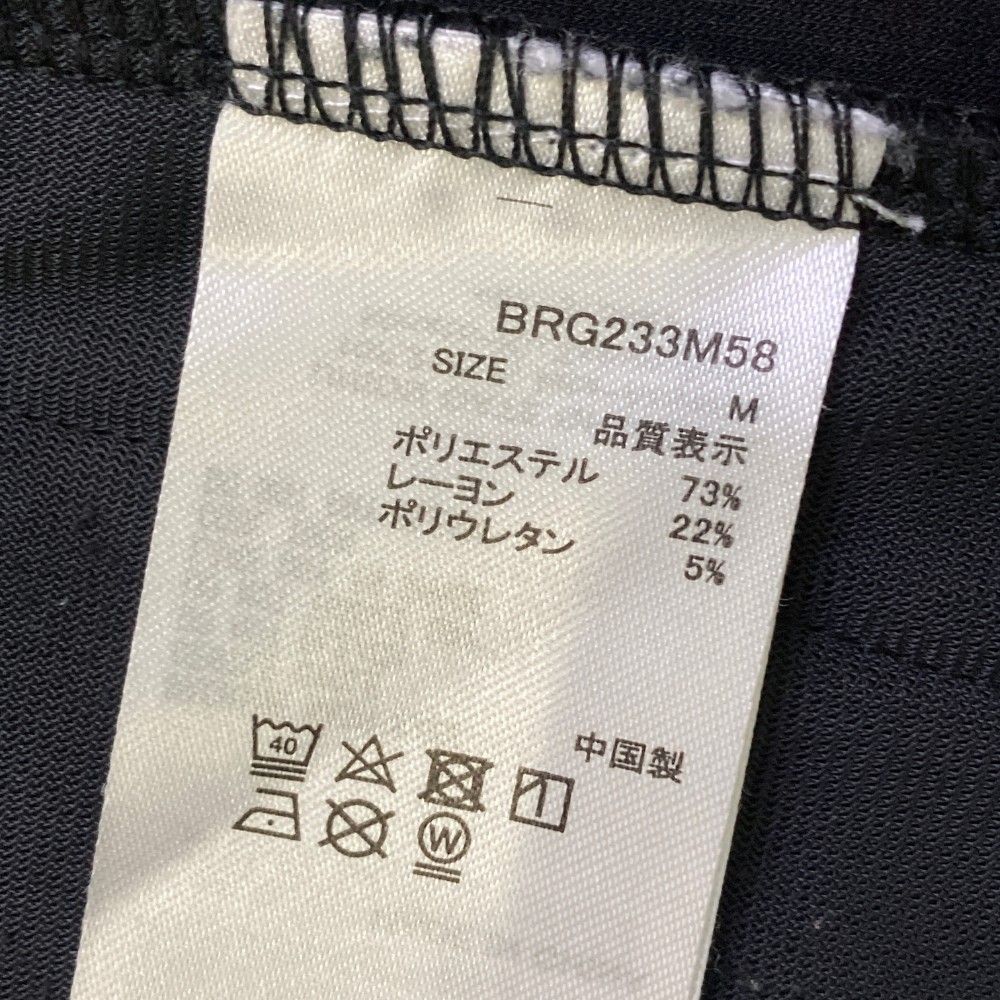 BRG233M58
SIZE
M
品質表示
ポリエステル 73%
レーヨン 22%
ポリウレタン 5%
中国製
40
W